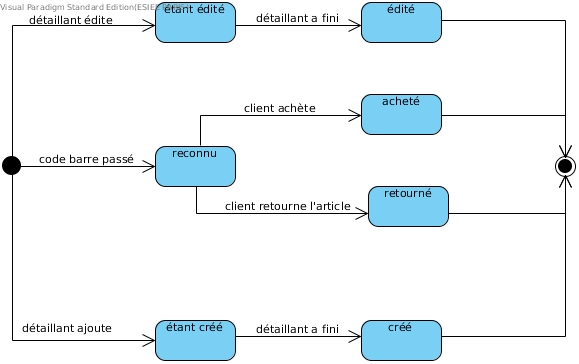 Visual Paradigm Standard Edition(ESIEE
étant édité
détaillant a fini
édité
détaillant édite
client achète
acheté
code barre passé
reconnu
retourné
client retourne l'article
détaillant ajoute
étant créé
détaillant a fini
créé